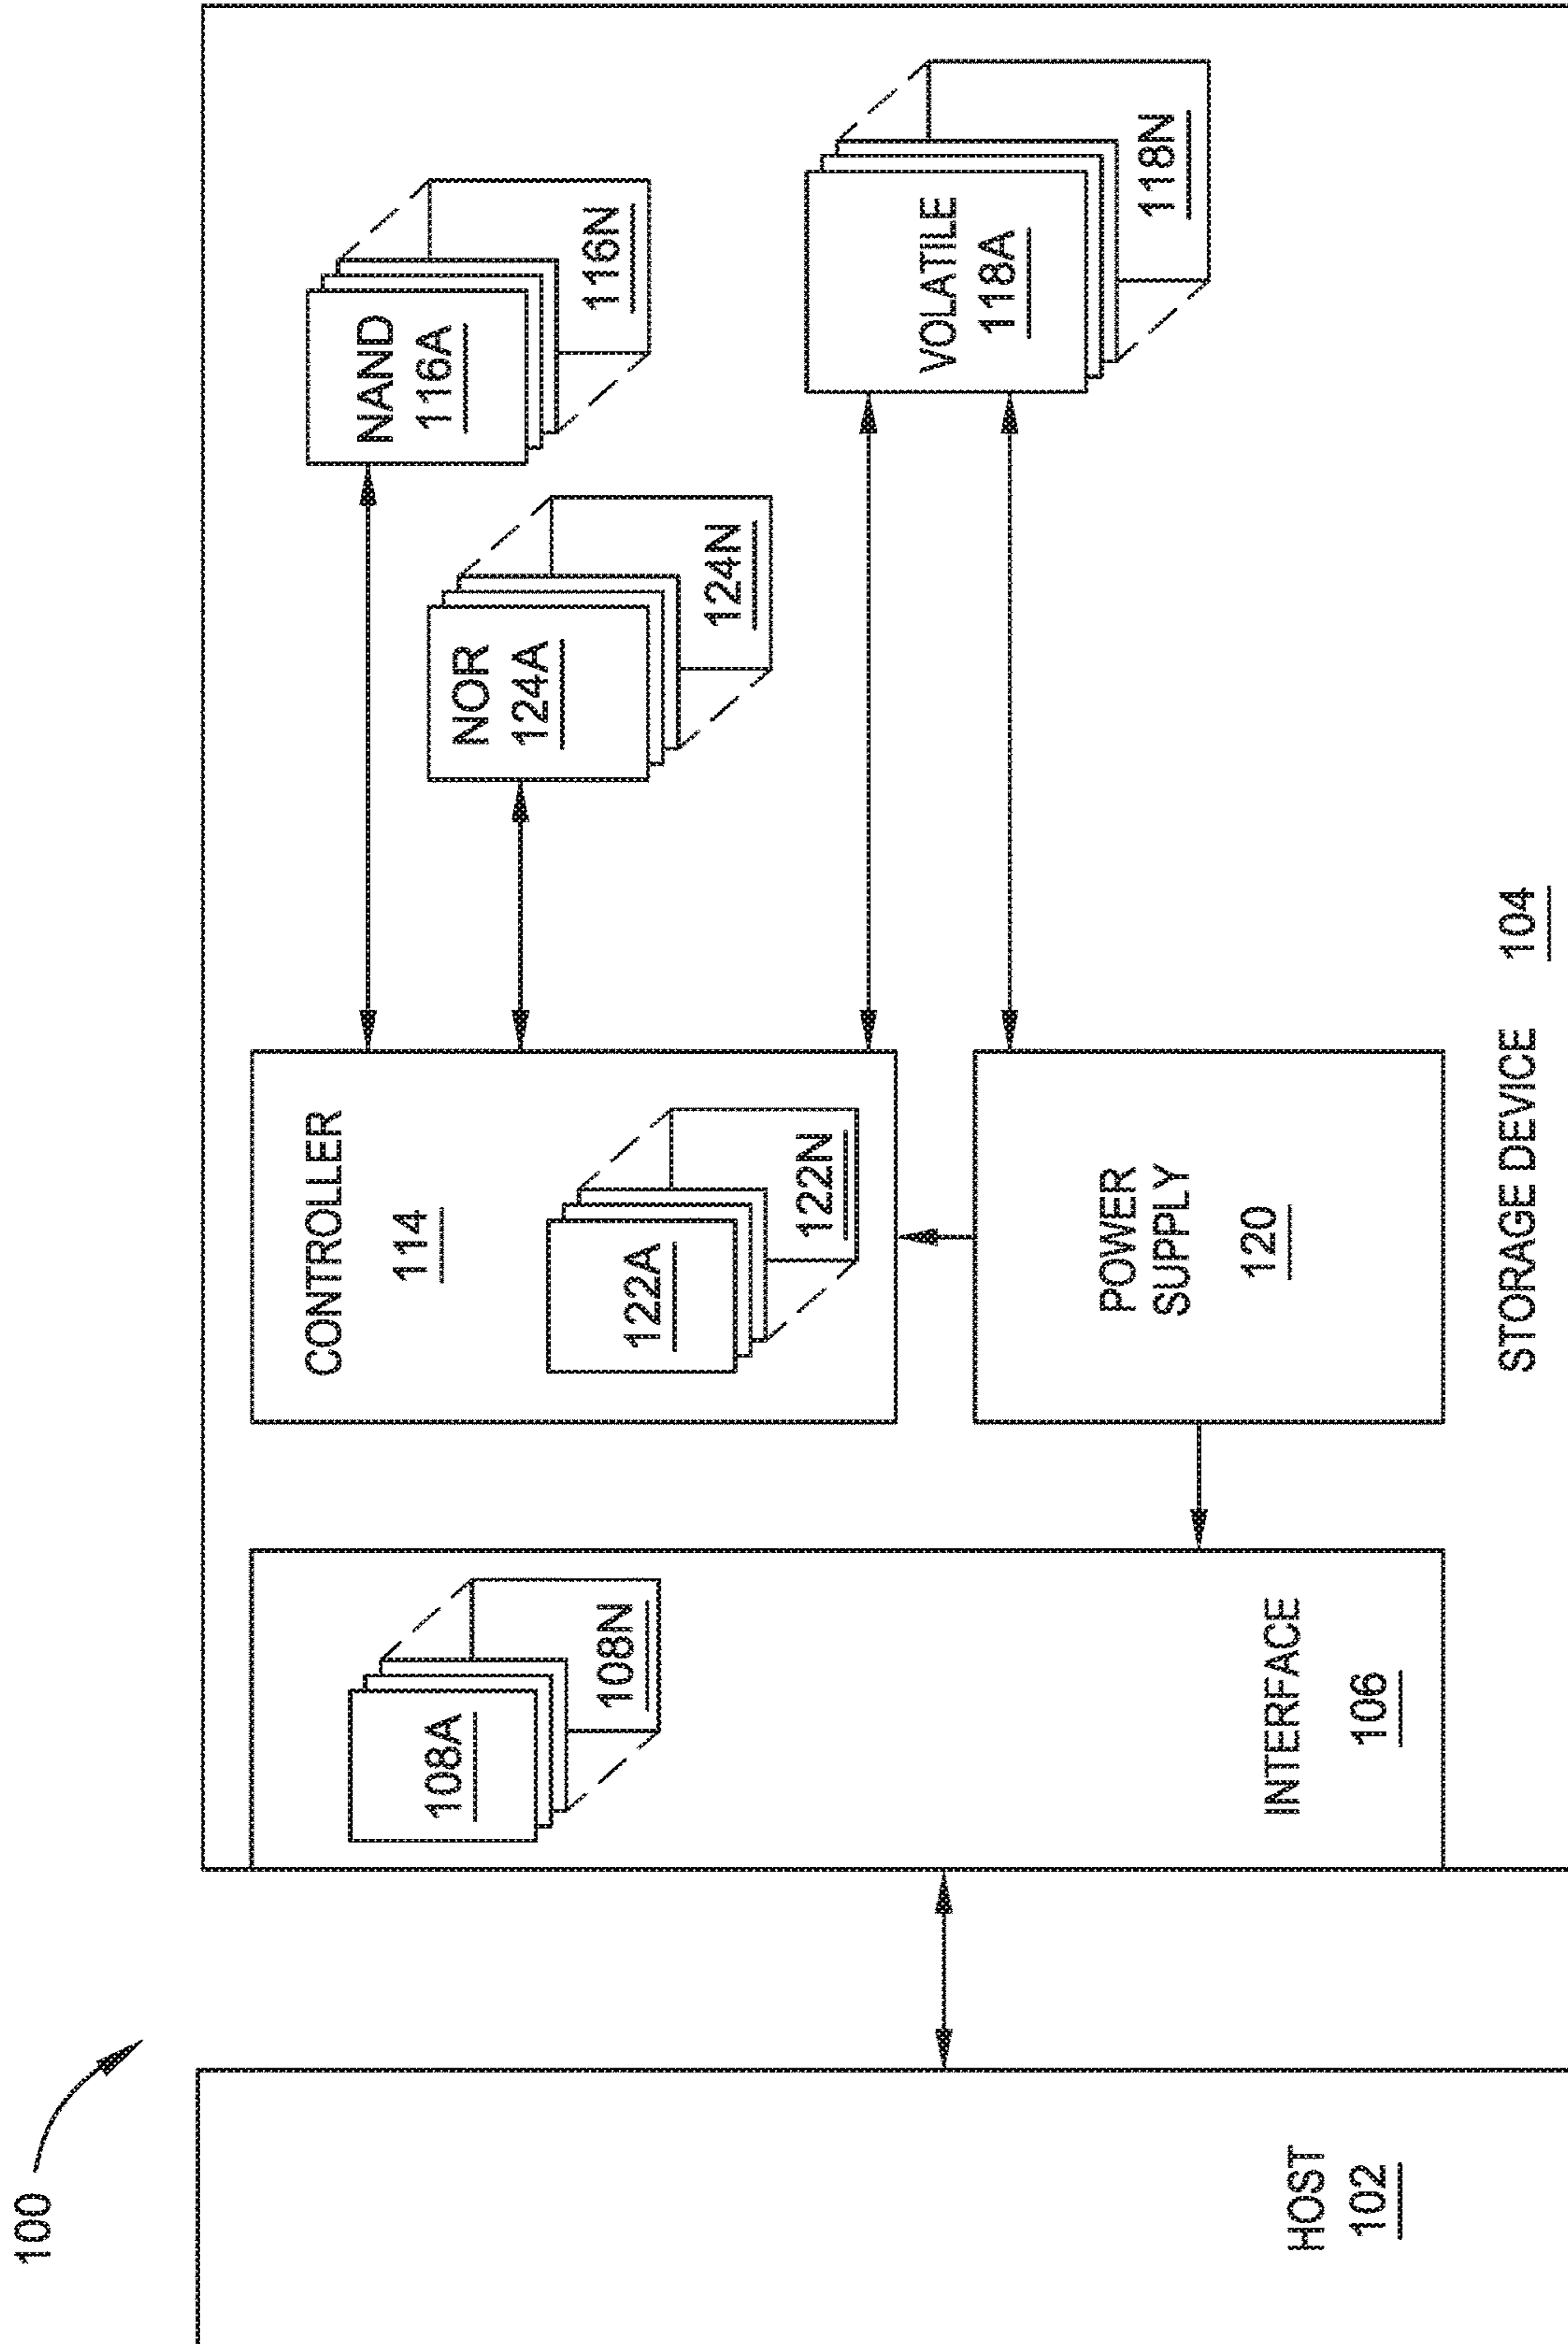 100
HOST
102
108A
108N
INTERFACE
106
CONTROLLER
114
122A
122N
POWER
SUPPLY
120
NOR
124A
124N
NAND
116A
116N
VOLATILE
118A
118N
STORAGE DEVICE 104